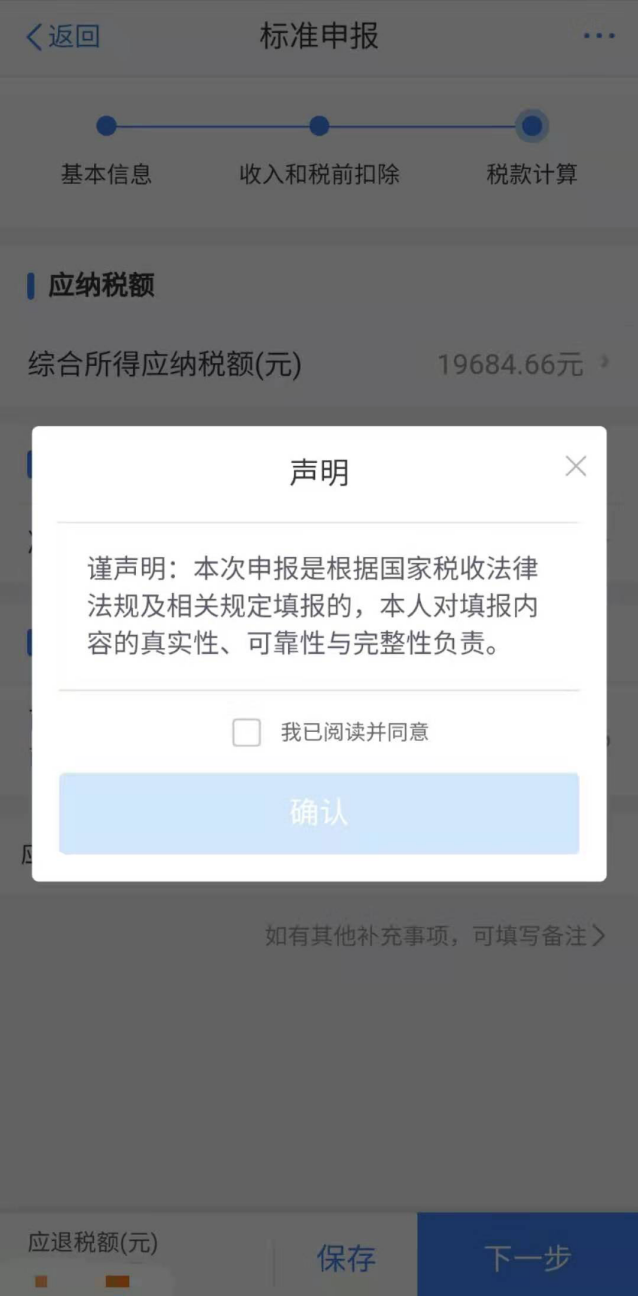 返回
标准申报
基本信息
收入和税前扣除
税款计算
应纳税额
综合所得应纳税额(元)
19684.66元
声明
谨声明：本次申报是根据国家税收法律
法规及相关规定填报的，本人对填报内
容的真实性、可靠性与完整性负责。
我已阅读并同意
确认
如有其他补充事项，可填写备注
应退税额(元)
保存
下一步